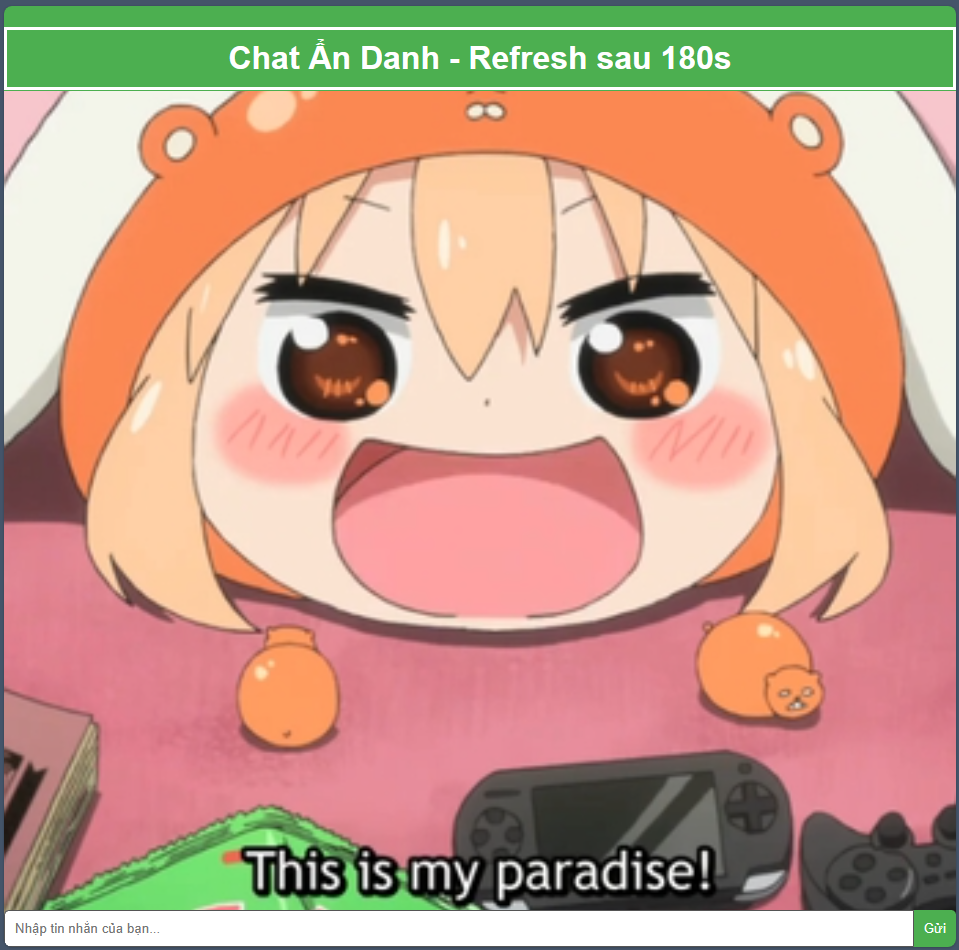 Chat Ẩn Danh - Refresh sau 180s
This is my paradise!
Nhập tin nhắn của bạn...
Gửi